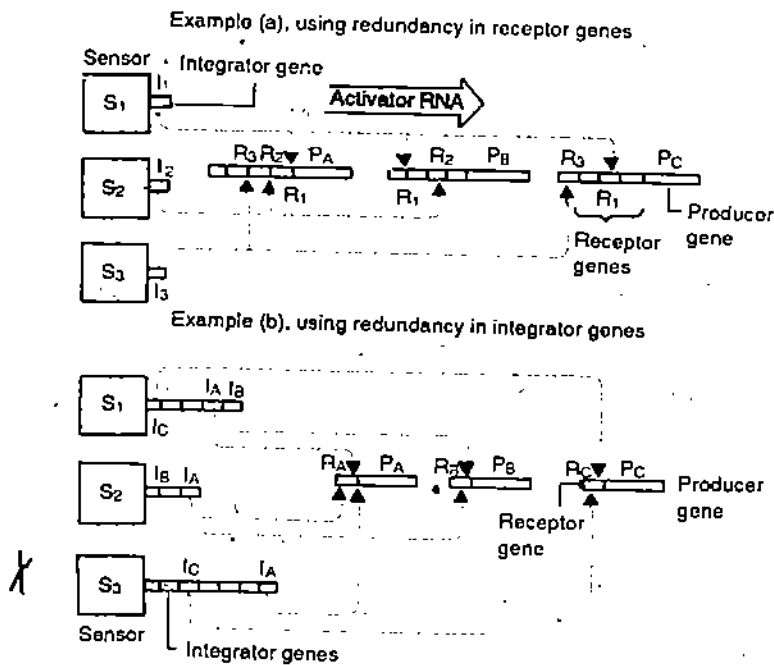 Example (a), using redundancy in receptor genes
Sensor
I1
Integrator gene
S1
Activator RNA
I2
S2
R3 R2 PA
R1
R2 PB
R1
R3 PC
R1
Producer gene
Receptor genes
S3
I3
Example (b), using redundancy in integrator genes
S1
IA IB
IC
S2
IB IA
RA PA
PB
RC PC
Producer gene
Receptor gene
S3
IC IA
Sensor
Integrator genes